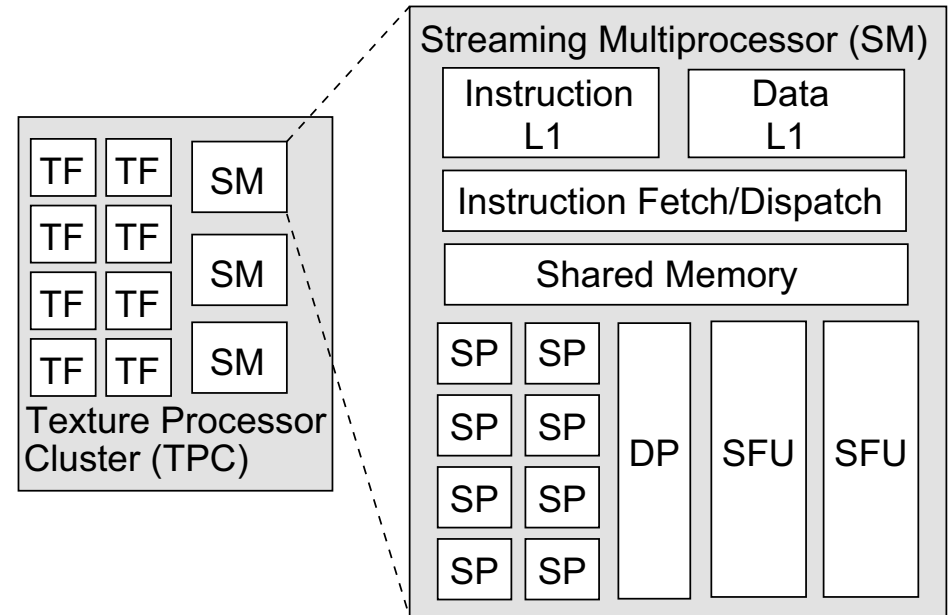 TF TF SM
TF TF
SM
TF TF
TF TF SM
Texture Processor
Cluster (TPC)
Streaming Multiprocessor (SM)
Instruction
L1
Data
L1
Instruction Fetch/Dispatch
Shared Memory
SP SP
SP SP
DP SFU SFU
SP SP
SP SP